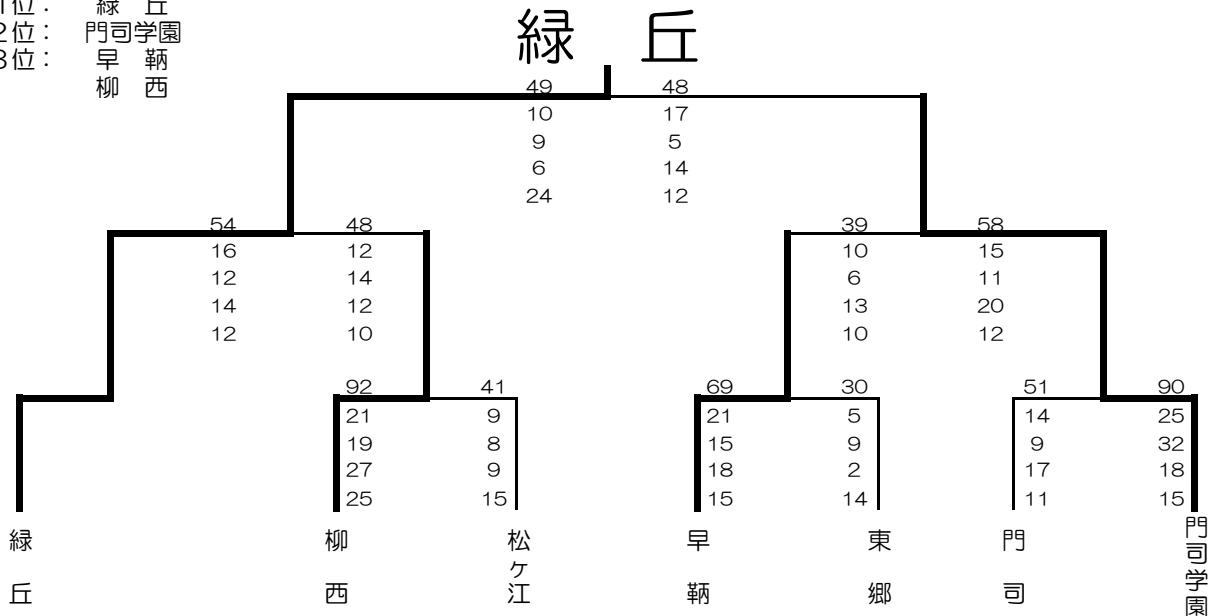 1位： 緑 丘
2位： 門司学園
3位： 早 鞆
柳 西
緑 丘
49 48
10 17
9 5
6 14
24 12
54 48 39 58
16 12 10 15
12 14 6 11
14 12 13 20
12 10 10 12
92 41 69 30 51 90
21 9 21 5 14 25
19 8 15 9 9 32
27 9 18 2 17 18
25 15 15 14 11 15
緑丘
柳西
松ヶ江
早鞆
東郷
門司
門司学園